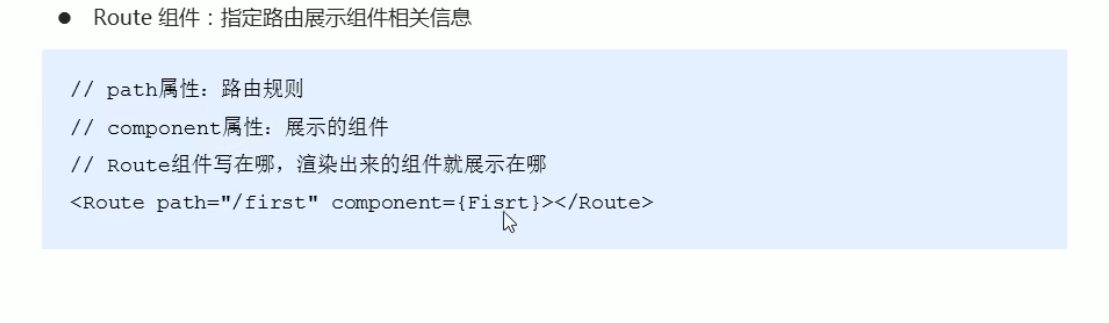 ● Route 组件：指定路由展示组件相关信息
// path属性：路由规则
// component属性：展示的组件
// Route组件写在哪，渲染出来的组件就展示在哪
<Route path="/first" component={Fisrt}></Route>